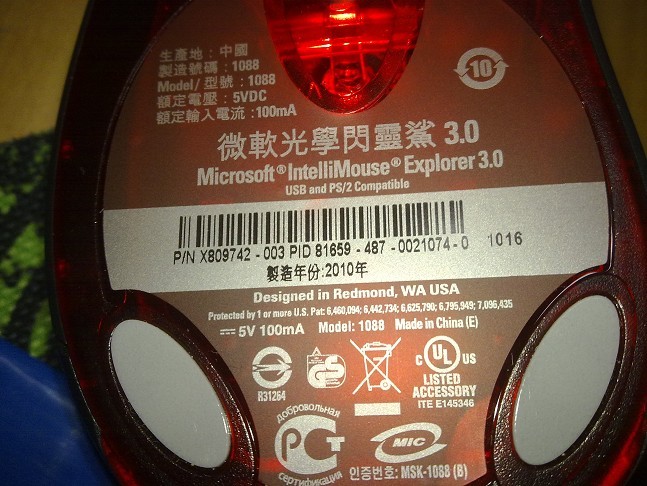 生產地:中國
製造號碼:1088
Model/型號:1088
額定電壓:5VDC
額定輸入電流:100mA
10
微軟光學閃靈鯊 3.0
Microsoft® IntelliMouse® Explorer 3.0
USB and PS/2 Compatible
P/N X809742-003 PID 81659-487-0021074-0 1016
製造年份:2010年
Designed in Redmond, WA USA
Protected by 1 or more U.S. Pat: 6,460,094; 6,442,734; 6,625,790; 6,795,949; 7,096,435
5V 100mA Model: 1088 Made in China (E)
R31264
c UL US
LISTED
ACCESSORY
ITE E145346
ДОБРОВОЛЬНАЯ
РСТ
СЕРТИФИКАЦИЯ
MIC
인증번호: MSK-1088 (B)